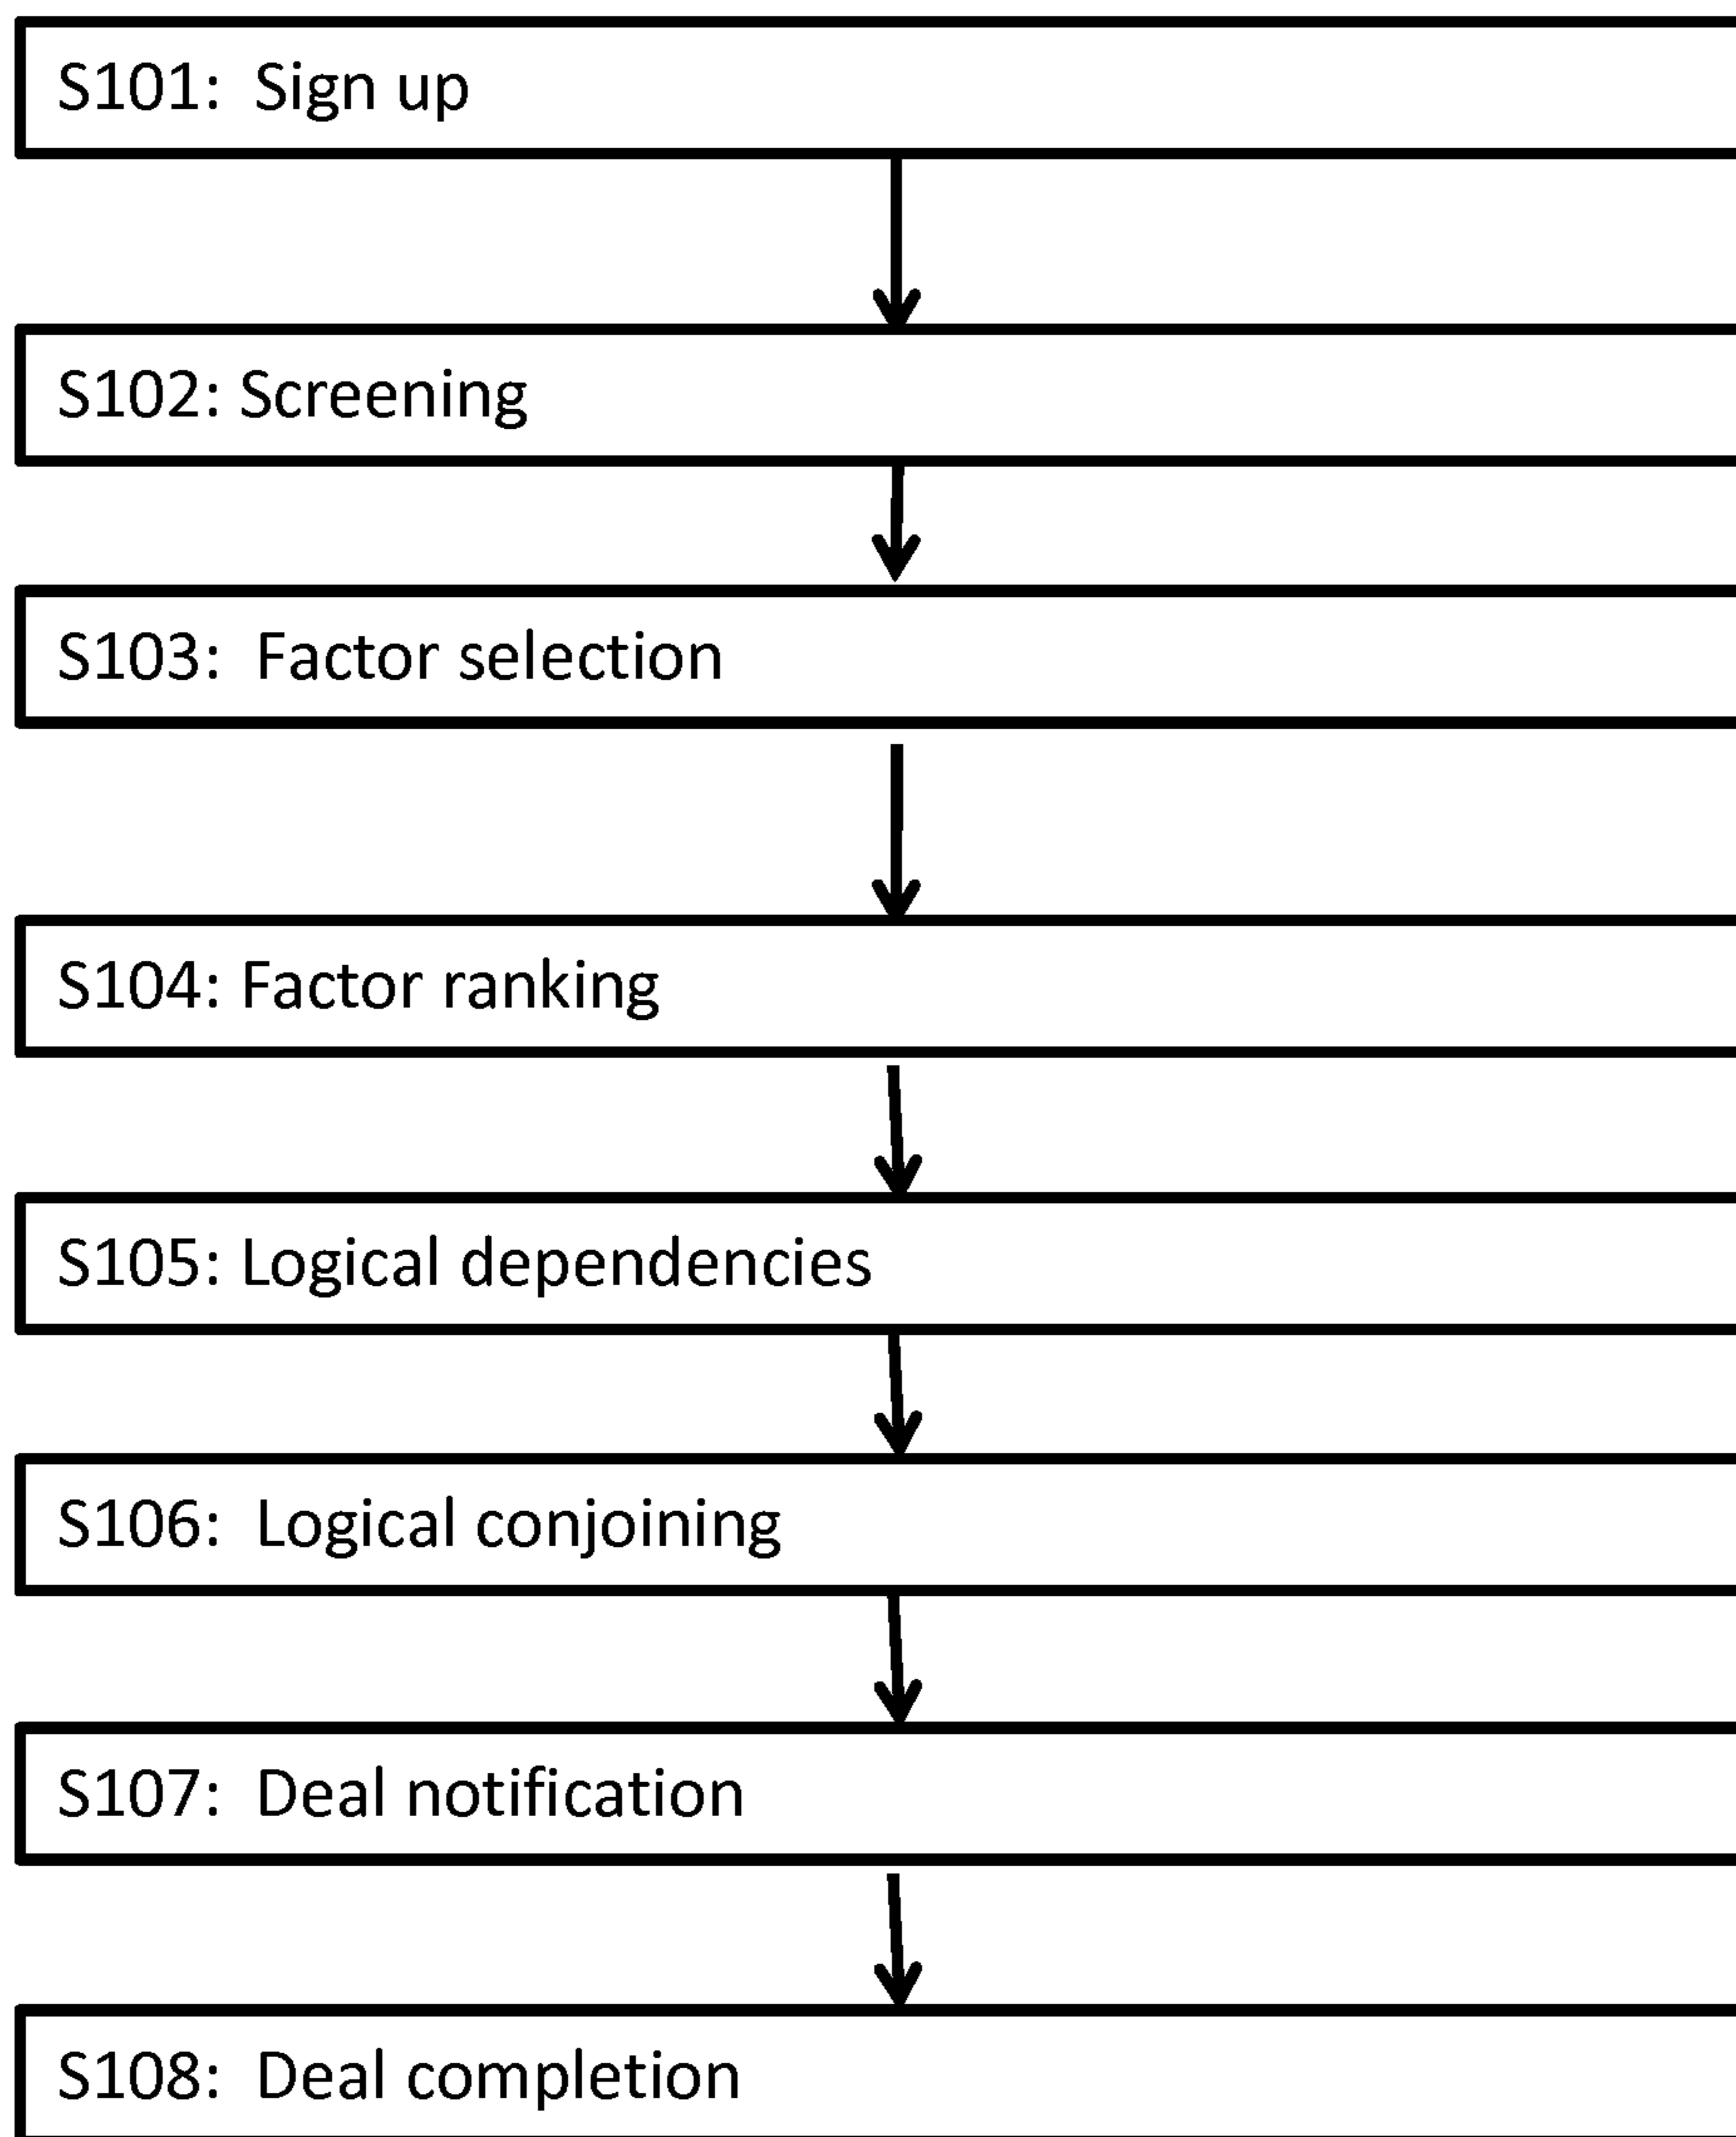 S101:  Sign up
S102: Screening
S103:  Factor selection
S104: Factor ranking
S105: Logical dependencies
S106:  Logical conjoining
S107:  Deal notification
S108:  Deal completion